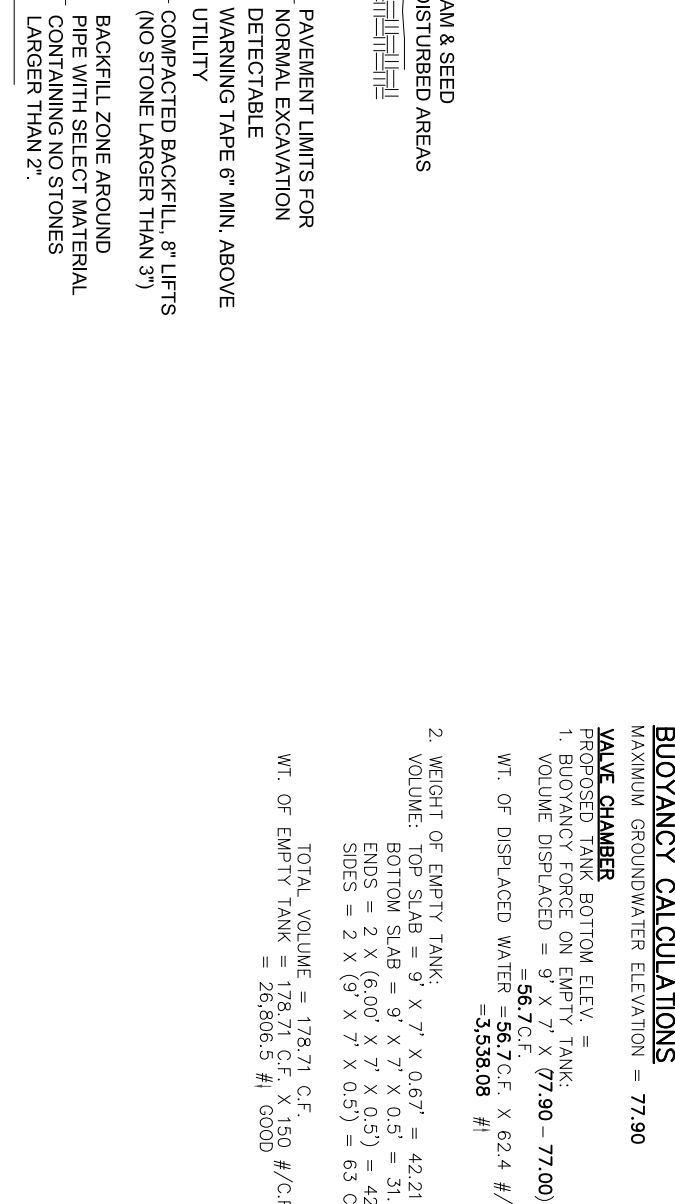 AM & SEED
DISTURBED AREAS
PAVEMENT LIMITS FOR
NORMAL EXCAVATION
DETECTABLE
WARNING TAPE 6" MIN. ABOVE
UTILITY
COMPACTED BACKFILL, 8" LIFTS
(NO STONE LARGER THAN 3")
BACKFILL ZONE AROUND
PIPE WITH SELECT MATERIAL
CONTAINING NO STONES
LARGER THAN 2".
BUOYANCY CALCULATIONS
MAXIMUM GROUNDWATER ELEVATION = 77.90
VALVE CHAMBER
PROPOSED TANK BOTTOM ELEV. =
1. BUOYANCY FORCE ON EMPTY TANK:
VOLUME DISPLACED = 9' X 7' X (77.90 – 77.00)
=56.7C.F.
WT. OF DISPLACED WATER =56.7C.F. X 62.4 #/
=3,538.08 #
2. WEIGHT OF EMPTY TANK:
VOLUME: TOP SLAB = 9' X 7' X 0.67' = 42.21
BOTTOM SLAB = 9' X 7' X 0.5' = 31.
ENDS = 2 X (6.00' X 7' X 0.5') = 42
SIDES = 2 X (9' X 7' X 0.5') = 63 C
TOTAL VOLUME = 178.71 C.F.
WT. OF EMPTY TANK = 178.71 C.F. X 150 #/C.F
= 26,806.5 # GOOD